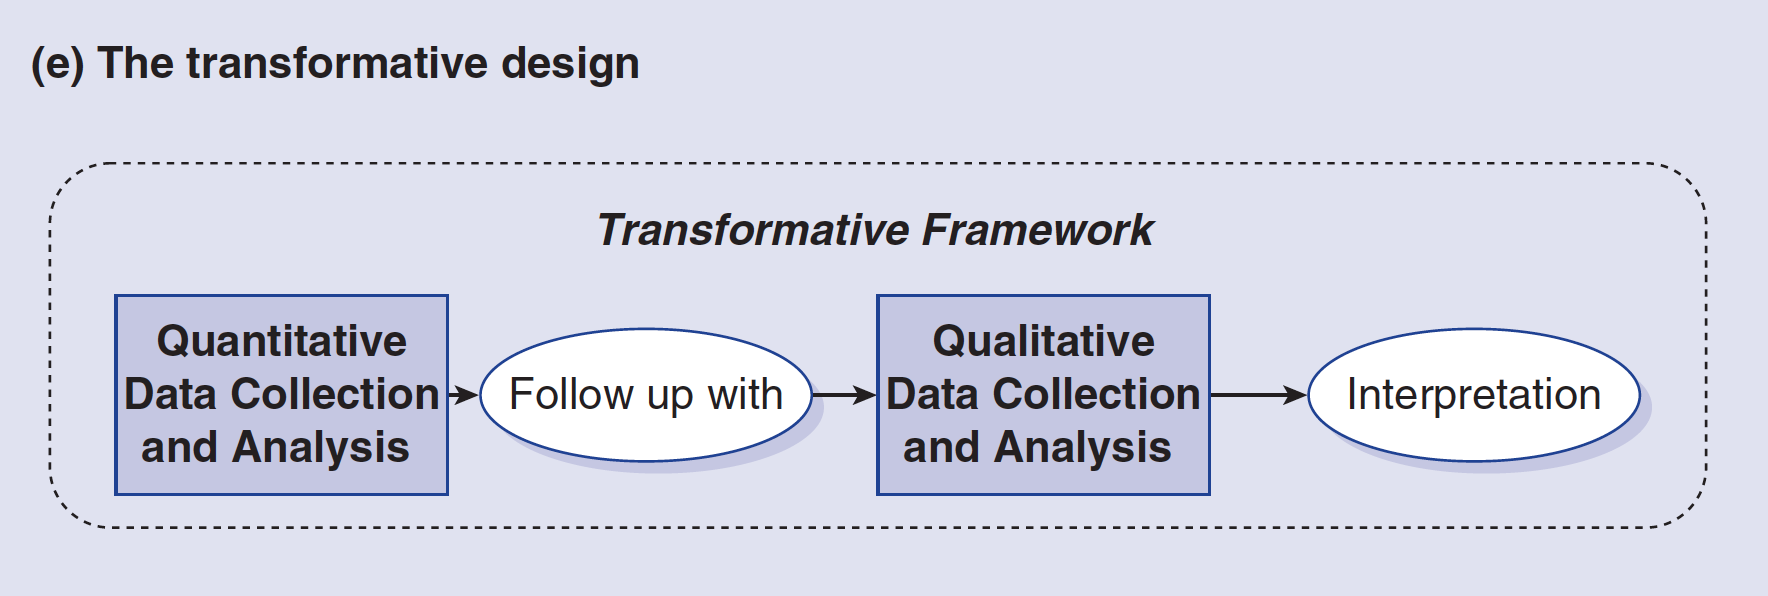 (e) The transformative design
Transformative Framework
Quantitative
Data Collection
and Analysis
Follow up with
Qualitative
Data Collection
and Analysis
Interpretation